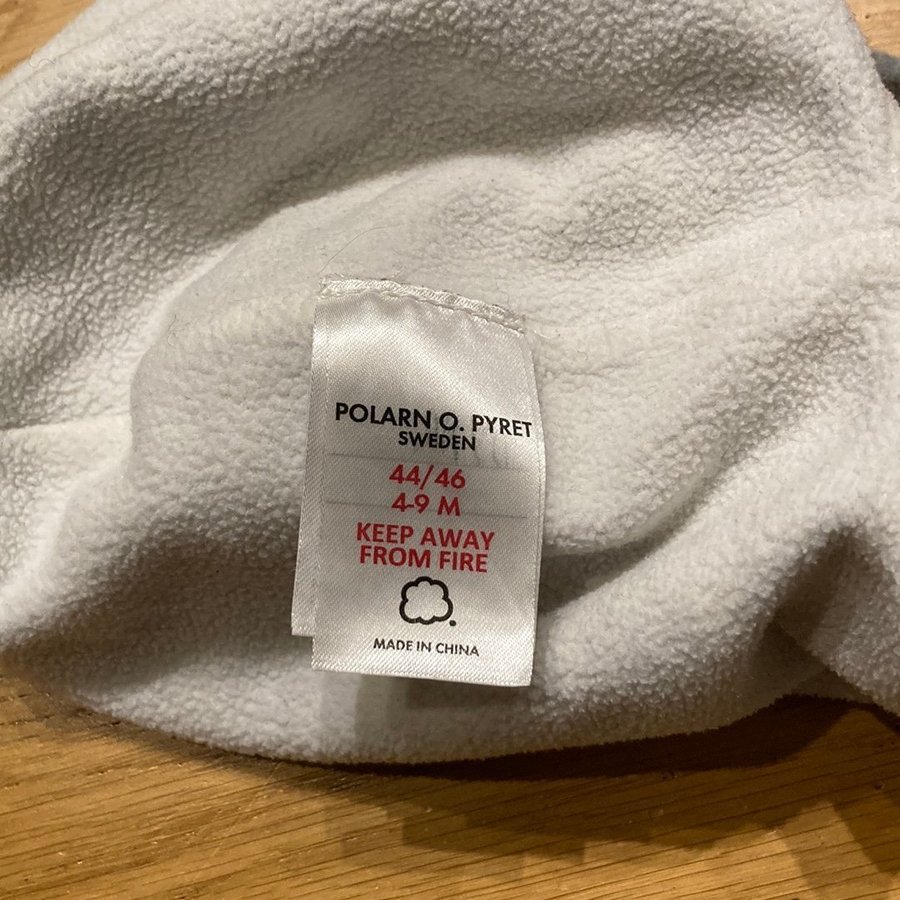 POLARN O. PYRET
SWEDEN
44/46
4-9 M
KEEP AWAY
FROM FIRE
MADE IN CHINA